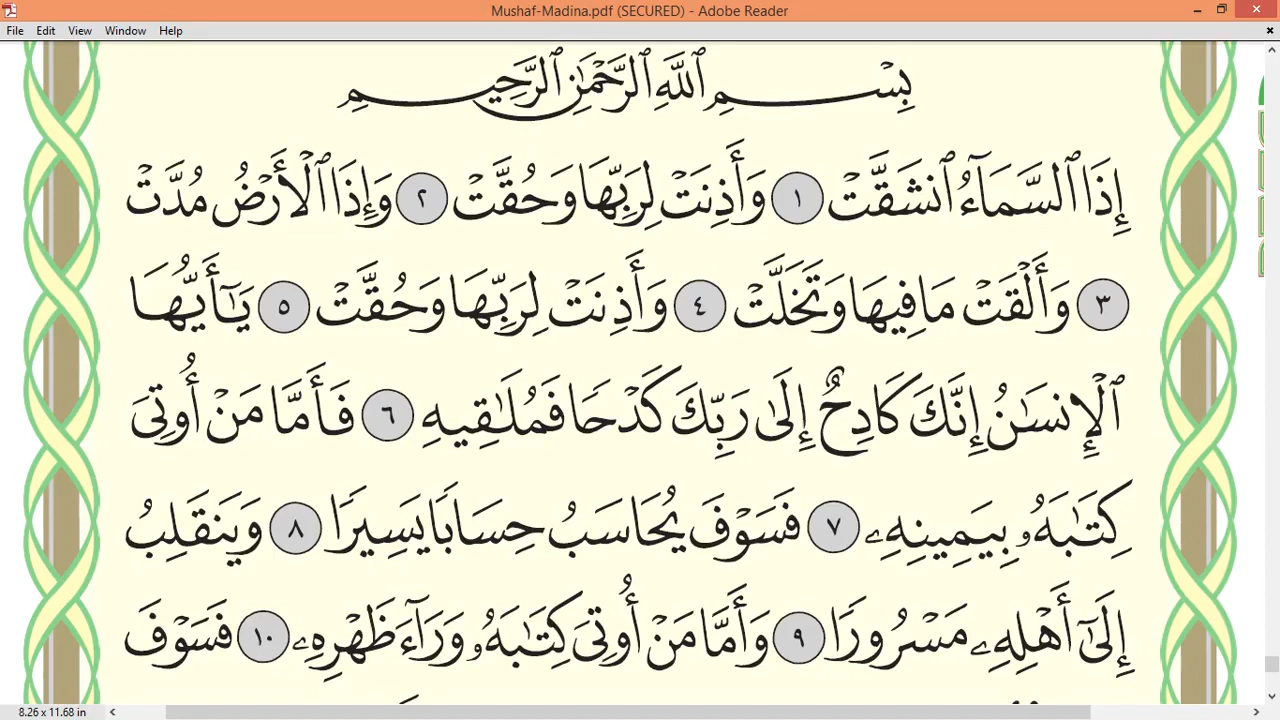 Mushaf-Madina.pdf (SECURED) - Adobe Reader
File Edit View Window Help
بِسْمِ ٱللَّهِ ٱلرَّحْمَٰنِ ٱلرَّحِيمِ
إِذَا ٱلسَّمَآءُ ٱنشَقَّتْ ١ وَأَذِنَتْ لِرَبِّهَا وَحُقَّتْ ٢ وَإِذَا ٱلْأَرْضُ مُدَّتْ
٣ وَأَلْقَتْ مَا فِيهَا وَتَخَلَّتْ ٤ وَأَذِنَتْ لِرَبِّهَا وَحُقَّتْ ٥ يَٰٓأَيُّهَا
ٱلْإِنسَٰنُ إِنَّكَ كَادِحٌ إِلَىٰ رَبِّكَ كَدْحًا فَمُلَٰقِيهِ ٦ فَأَمَّا مَنْ أُوتِىَ
كِتَٰبَهُۥ بِيَمِينِهِۦ ٧ فَسَوْفَ يُحَاسَبُ حِسَابًا يَسِيرًا ٨ وَيَنقَلِبُ
إِلَىٰٓ أَهْلِهِۦ مَسْرُورًا ٩ وَأَمَّا مَنْ أُوتِىَ كِتَٰبَهُۥ وَرَآءَ ظَهْرِهِۦ ١٠ فَسَوْفَ
8.26 x 11.68 in